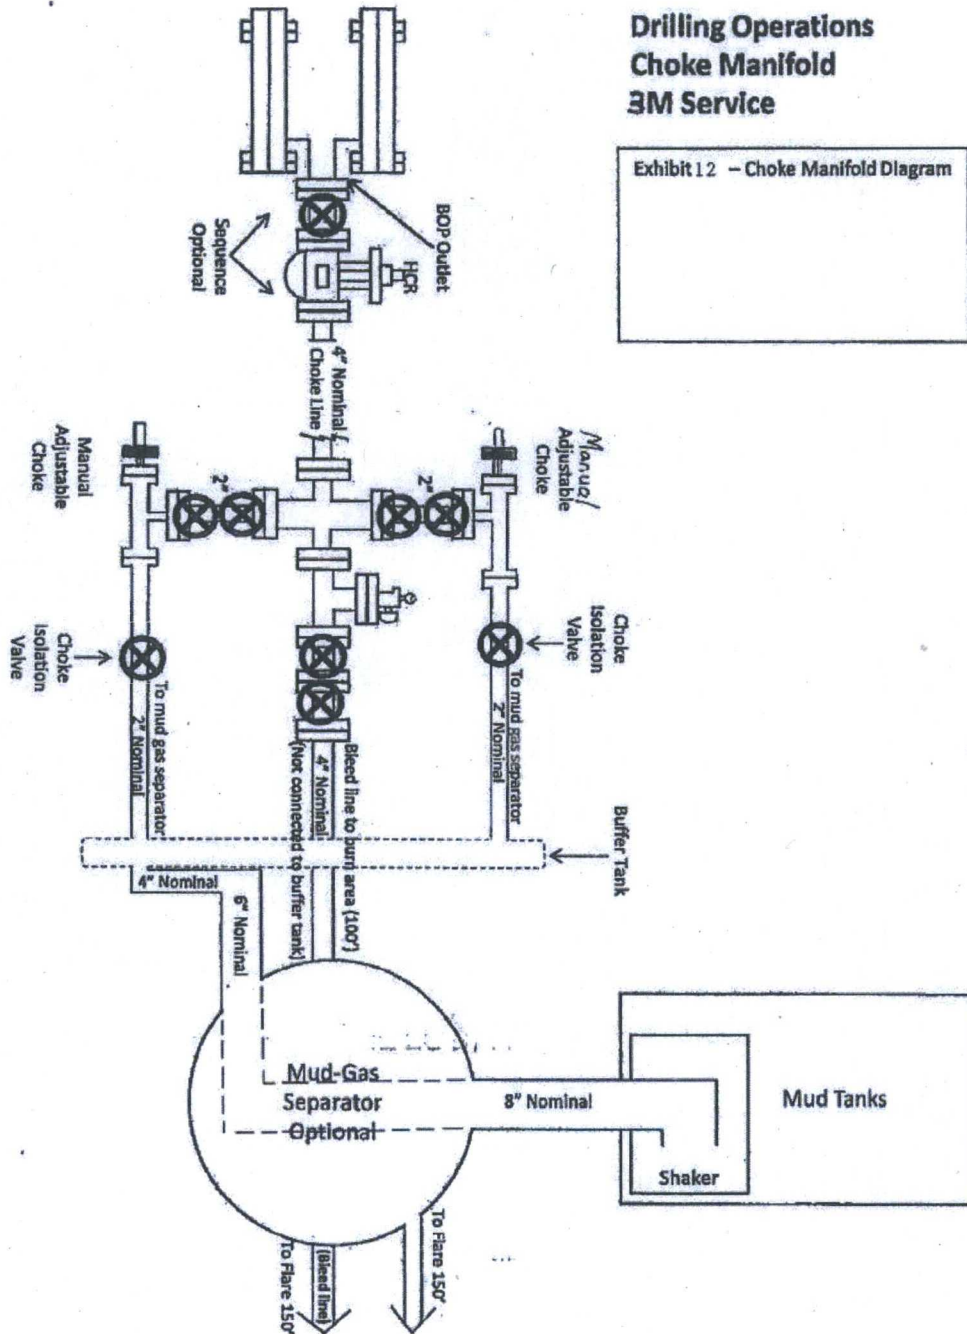 Drilling Operations
Choke Manifold
3M Service
Exhibit 12 – Choke Manifold Diagram
BOP Outlet
HCR
Sequence
Optional
4" Nominal
Choke Line
Manual
Adjustable
Choke
2"
2"
Manual
Adjustable
Choke
Choke
Isolation
Valve
Choke
Isolation
Valve
To mud gas separator
2" Nominal
To mud gas separator
2" Nominal
Bleed line to burn area (100')
4" Nominal
(Not connected to buffer tank)
Buffer Tank
4" Nominal
6" Nominal
Mud-Gas
Separator
Optional
8" Nominal
Mud Tanks
Shaker
To Flare 150'
(Bleed line)
To Flare 150'